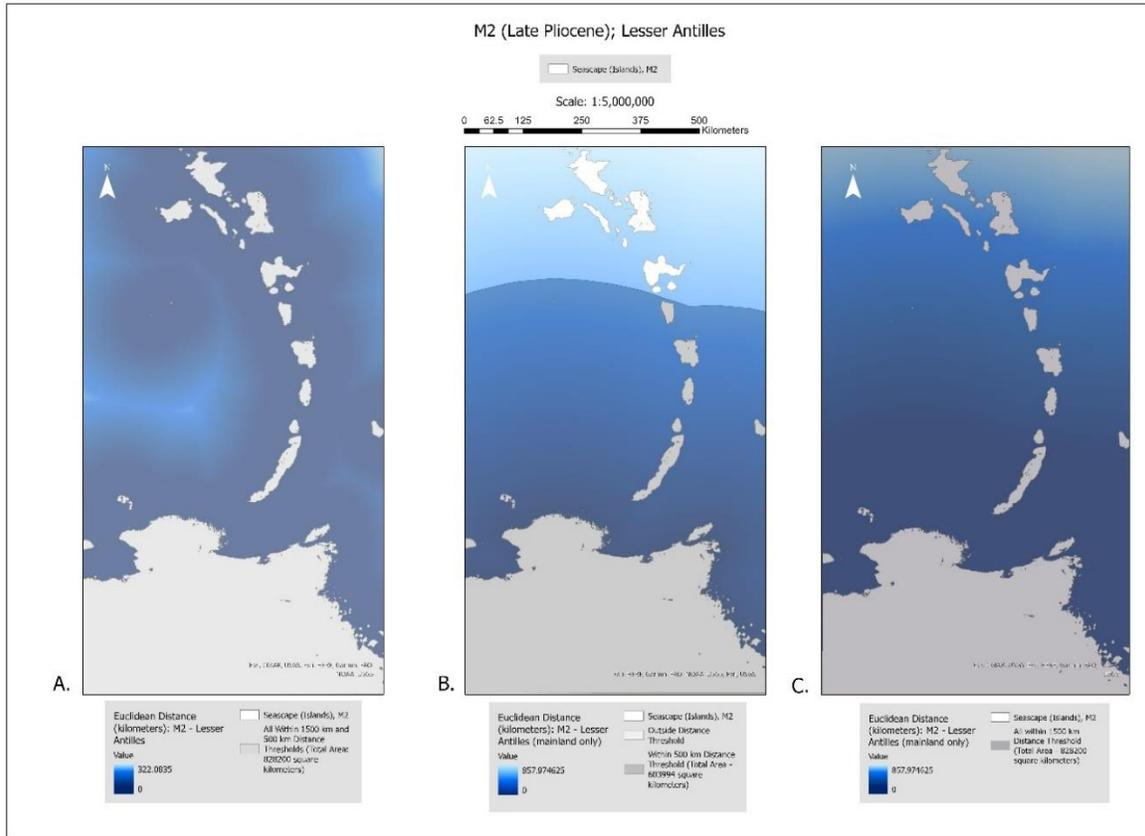 M2 (Late Pliocene); Lesser Antilles
Seascape (Islands), M2
Scale: 1:5,000,000
0 62.5 125 250 375 500
Kilometers
N
N
N
A.
B.
C.
Euclidean Distance
(kilometers): M2 - Lesser
Antilles
Value
322.0835
0
Seascape (Islands), M2
All Within 1500 km and
500 km Distance
Thresholds (Total Area:
828200 square
kilometers)
Euclidean Distance
(kilometers): M2 - Lesser
Antilles (mainland only)
Value
857.974625
0
Seascape (Islands), M2
Outside Distance
Threshold
Within 500 km Distance
Threshold (Total Area -
603994 square
kilometers)
Euclidean Distance
(kilometers): M2 - Lesser
Antilles (mainland only)
Value
857.974625
0
Seascape (Islands), M2
All within 1500 km
Distance Threshold
(Total Area - 828200
square kilometers)